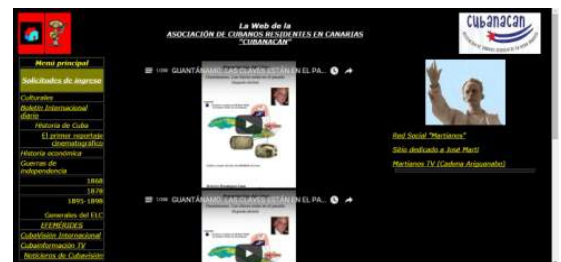 La Web de la
ASOCIACIÓN DE CUBANOS RESIDENTES EN CANARIAS
"CUBANACAN"
CUBANACAN
Menú principal
Solicitudes de ingreso
Culturales
Boletín Internacional
diario
Historia de Cuba
El primer reportaje
cinematográfico
Historia económica
Guerras de
independencia
1868
1878
1895-1898
Generales del ELC
EFEMÉRIDES
CubaVisión Internacional
Cubainformación TV
Noticieros de Cubavisión
GUANTÁNAMO: LAS CLAVES ESTÁN EN EL PA...
GUANTÁNAMO: LAS CLAVES ESTÁN EN EL PA...
Red Social "Martianos"
Sitio dedicado a José Martí
Martianos TV (Cadena Ariguanabo)